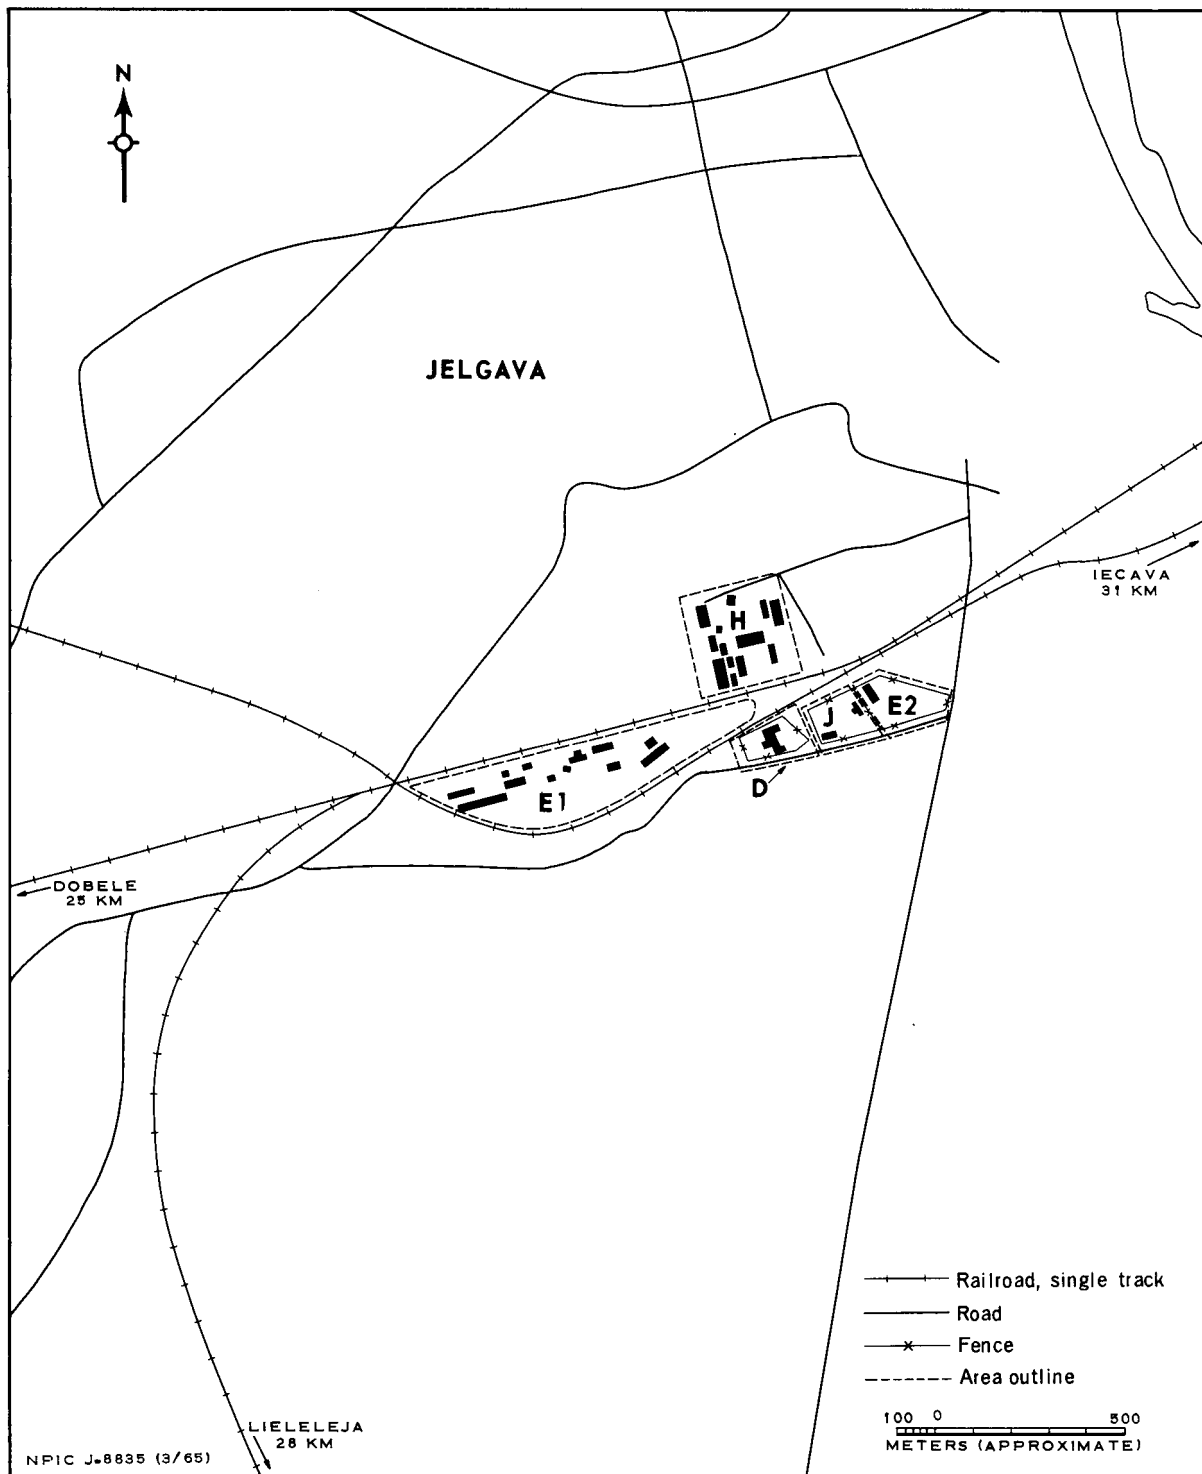 N
JELGAVA
IECAVA
31 KM
H
E2
J
D
E1
DOBELE
25 KM
Railroad, single track
Road
Fence
Area outline
100 0 500
METERS (APPROXIMATE)
LIELELEJA
28 KM
NPIC J-8835 (3/65)